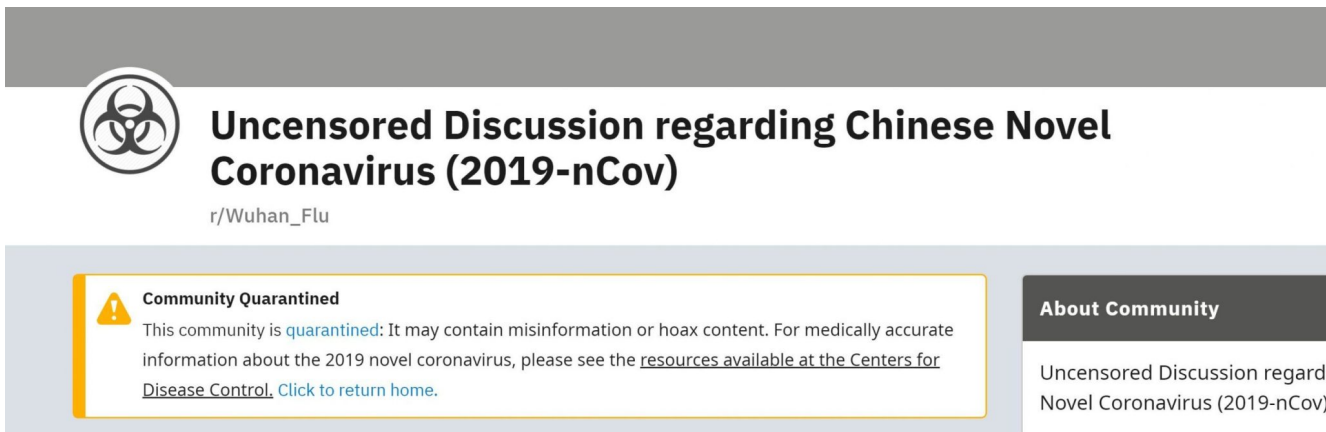 Uncensored Discussion regarding Chinese Novel
Coronavirus (2019-nCov)
r/Wuhan_Flu
Community Quarantined
This community is quarantined: It may contain misinformation or hoax content. For medically accurate
information about the 2019 novel coronavirus, please see the resources available at the Centers for
Disease Control. Click to return home.
About Community
Uncensored Discussion regard
Novel Coronavirus (2019-nCov)